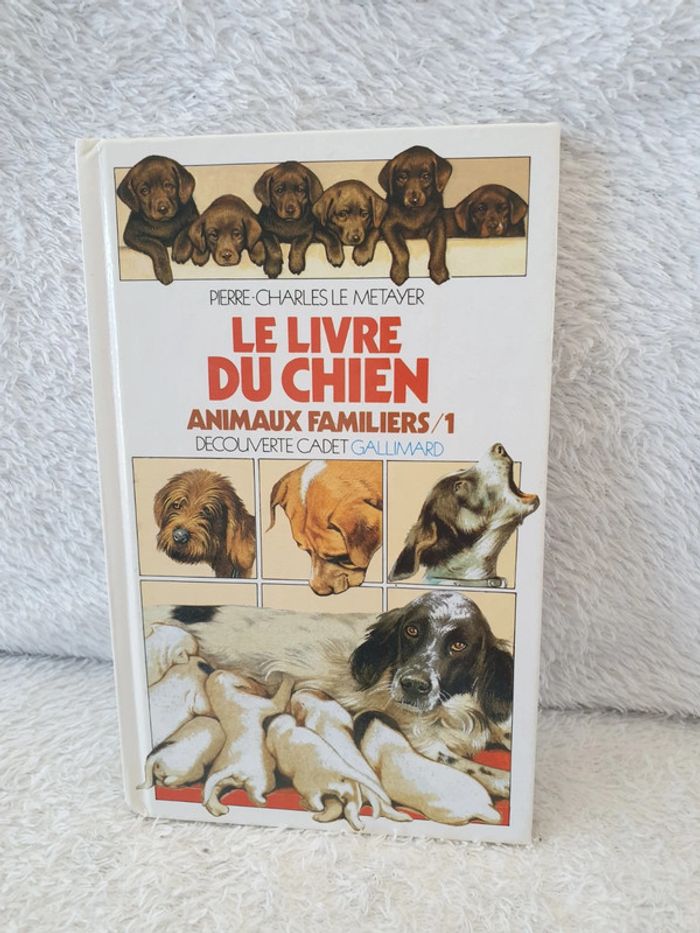 PIERRE-CHARLES LE METAYER
LE LIVRE
DU CHIEN
ANIMAUX FAMILIERS/1
DECOUVERTE CADET GALLIMARD